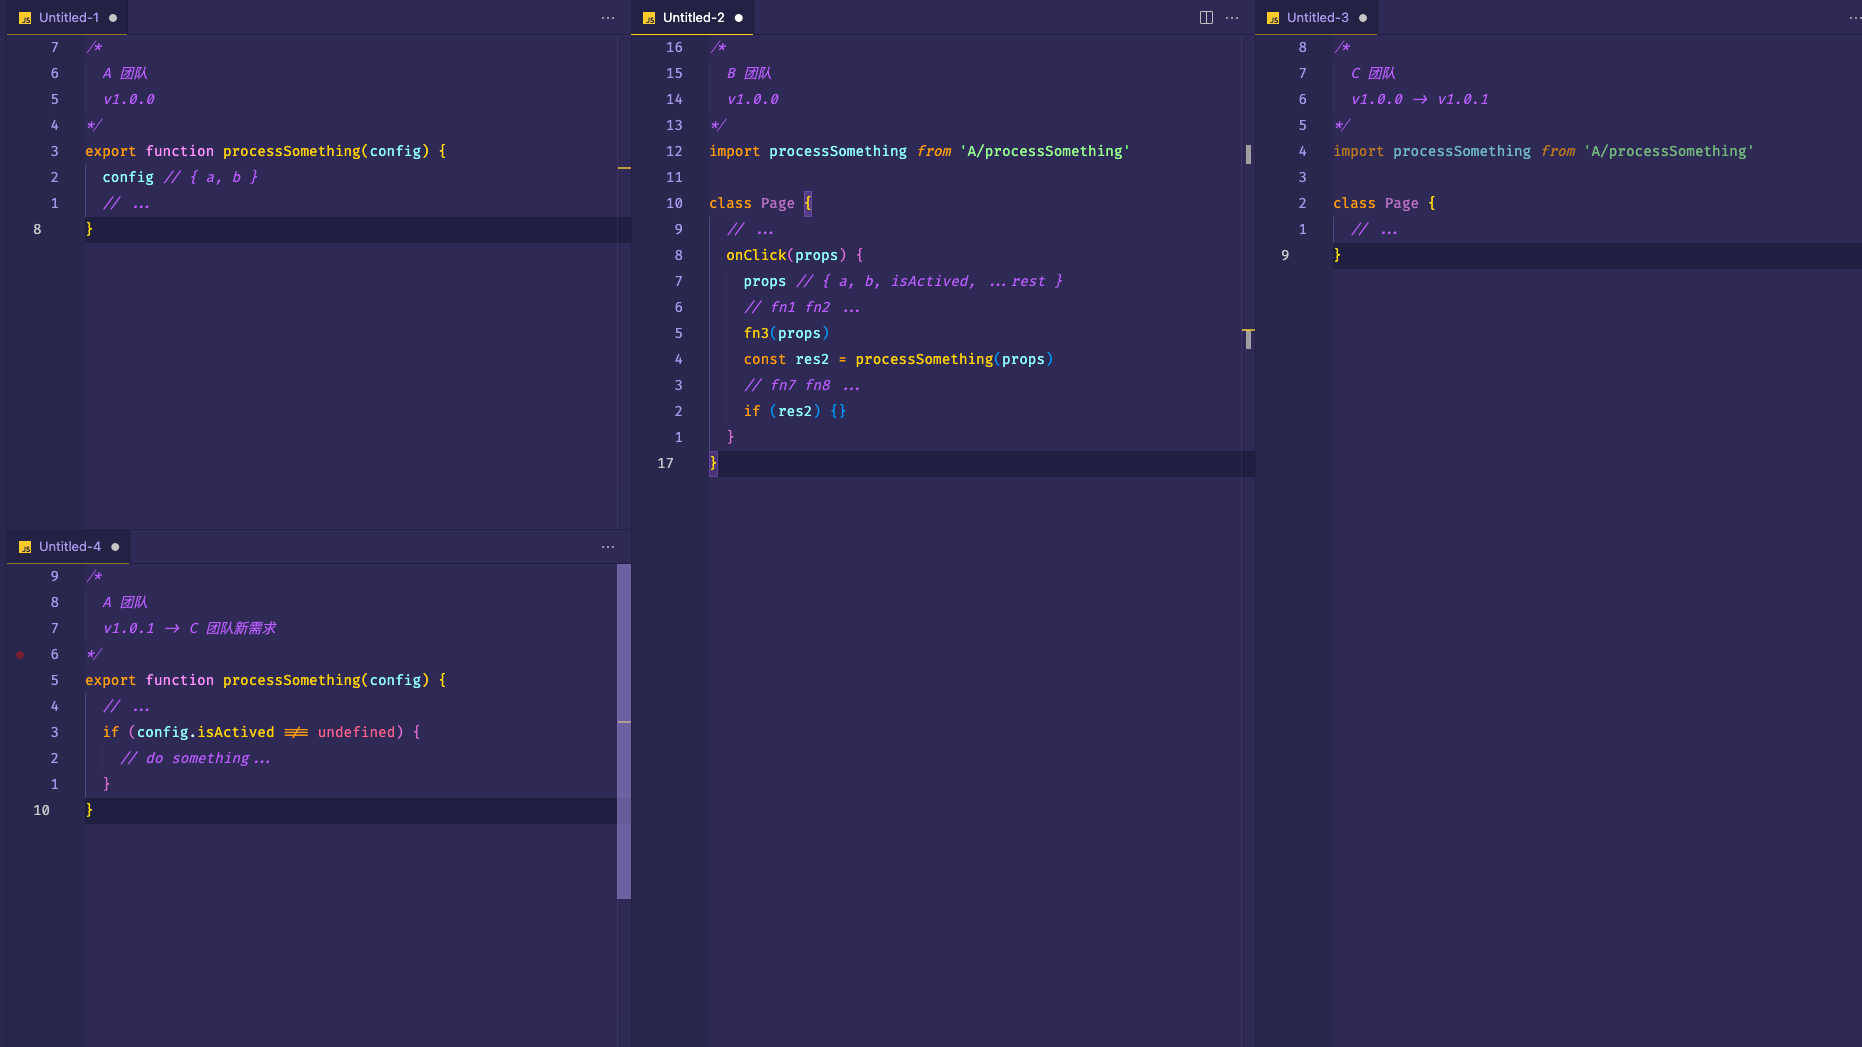 Untitled-1
7 /*
6 A 团队
5 v1.0.0
4 */
3 export function processSomething(config) {
2 config // { a, b }
1 // ...
8 }
Untitled-4
9 /*
8 A 团队
7 v1.0.1 -> C 团队新需求
6 */
5 export function processSomething(config) {
4 // ...
3 if (config.isActived !== undefined) {
2 // do something...
1 }
10 }
Untitled-2
16 /*
15 B 团队
14 v1.0.0
13 */
12 import processSomething from 'A/processSomething'
11
10 class Page {
9 // ...
8 onClick(props) {
7 props // { a, b, isActived, ...rest }
6 // fn1 fn2 ...
5 fn3(props)
4 const res2 = processSomething(props)
3 // fn7 fn8 ...
2 if (res2) {}
1 }
17 }
Untitled-3
8 /*
7 C 团队
6 v1.0.0 -> v1.0.1
5 */
4 import processSomething from 'A/processSomething'
3
2 class Page {
1 // ...
9 }